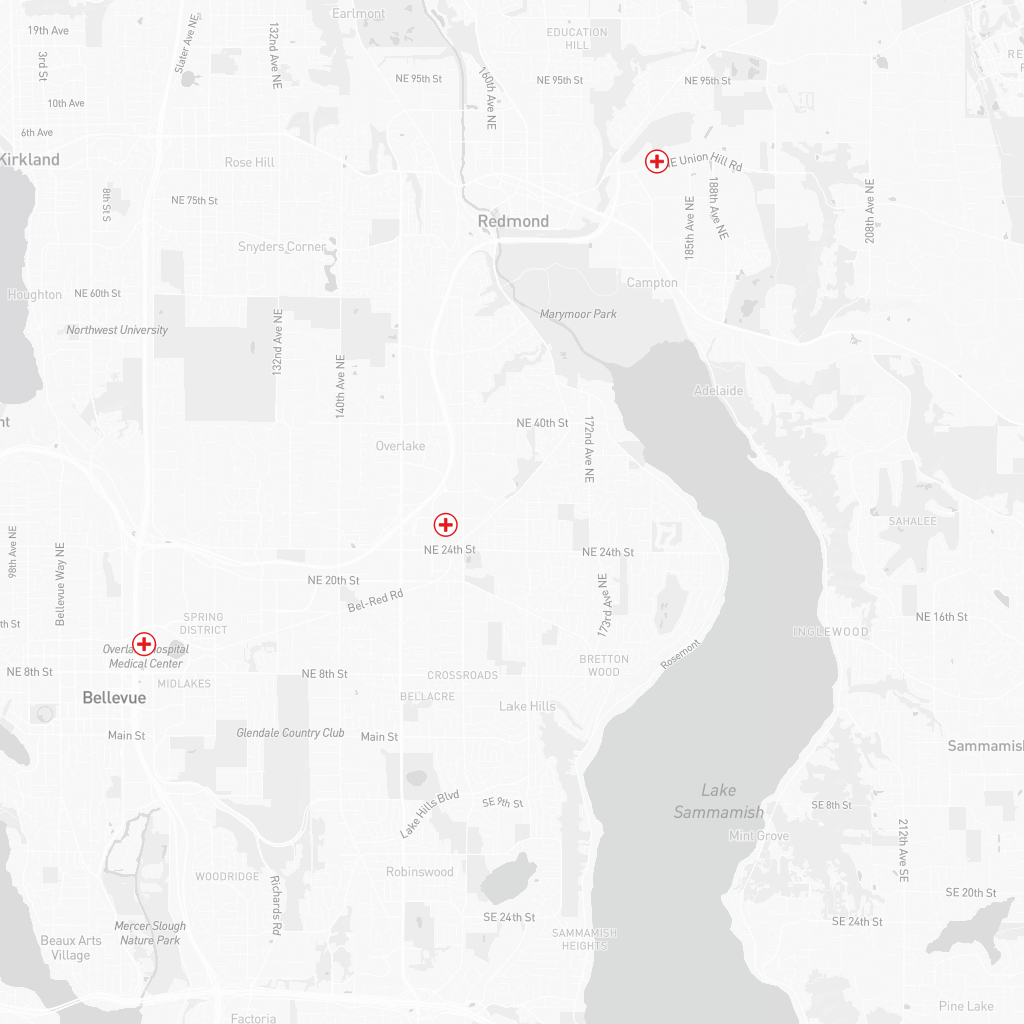 Earlmont
19th Ave
132nd Ave NE
Slater Ave NE
EDUCATION
HILL
3rd St
NE 95th St
160th Ave NE
NE 95th St
NE 95th St
10th Ave
6th Ave
Kirkland
Rose Hill
NE Union Hill Rd
8th St S
NE 75th St
188th Ave NE
185th Ave NE
208th Ave NE
Redmond
Snyders Corner
Campton
Houghton
NE 60th St
Marymoor Park
Northwest University
132nd Ave NE
140th Ave NE
Adelaide
NE 40th St
172nd Ave NE
Overlake
SAHALEE
98th Ave NE
Bellevue Way NE
NE 24th St
NE 24th St
NE 20th St
Bel-Red Rd
173rd Ave NE
SPRING
DISTRICT
NE 16th St
INGLEWOOD
Overlake Hospital
Medical Center
Rosemont
BRETTON
WOOD
NE 8th St
NE 8th St
CROSSROADS
MIDLAKES
Bellevue
BELLACRE
Lake Hills
Main St
Glendale Country Club
Main St
Sammamish
Lake
Sammamish
Lake Hills Blvd
SE 9th St
SE 8th St
Mint Grove
212th Ave SE
WOODRIDGE
Richards Rd
Robinswood
SE 20th St
SE 24th St
SE 24th St
Mercer Slough
Nature Park
SAMMAMISH
HEIGHTS
Beaux Arts
Village
Factoria
Pine Lake